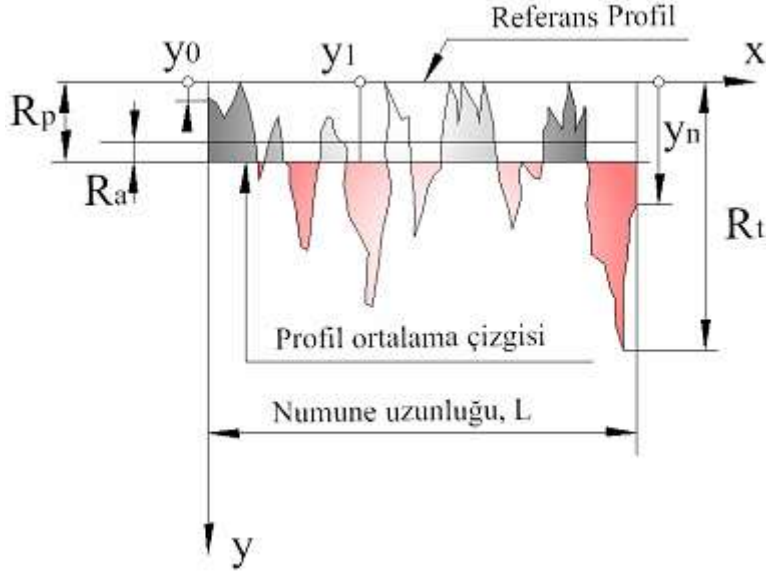 Referans Profil
x
y0
y1
Rp
yn
Ra
Rt
Profil ortalama çizgisi
Numune uzunluğu, L
y